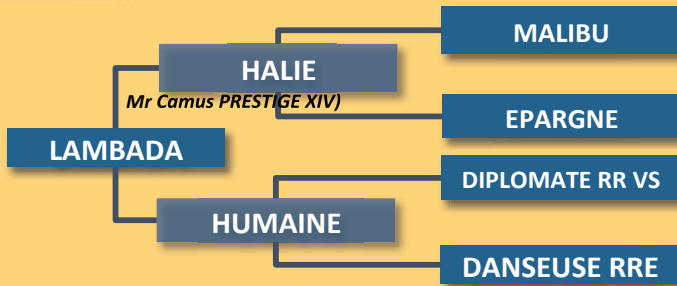 MALIBU
HALIE
Mr Camus PRESTIGE XIV)
EPARGNE
LAMBADA
DIPLOMATE RR VS
HUMAINE
DANSEUSE RRE